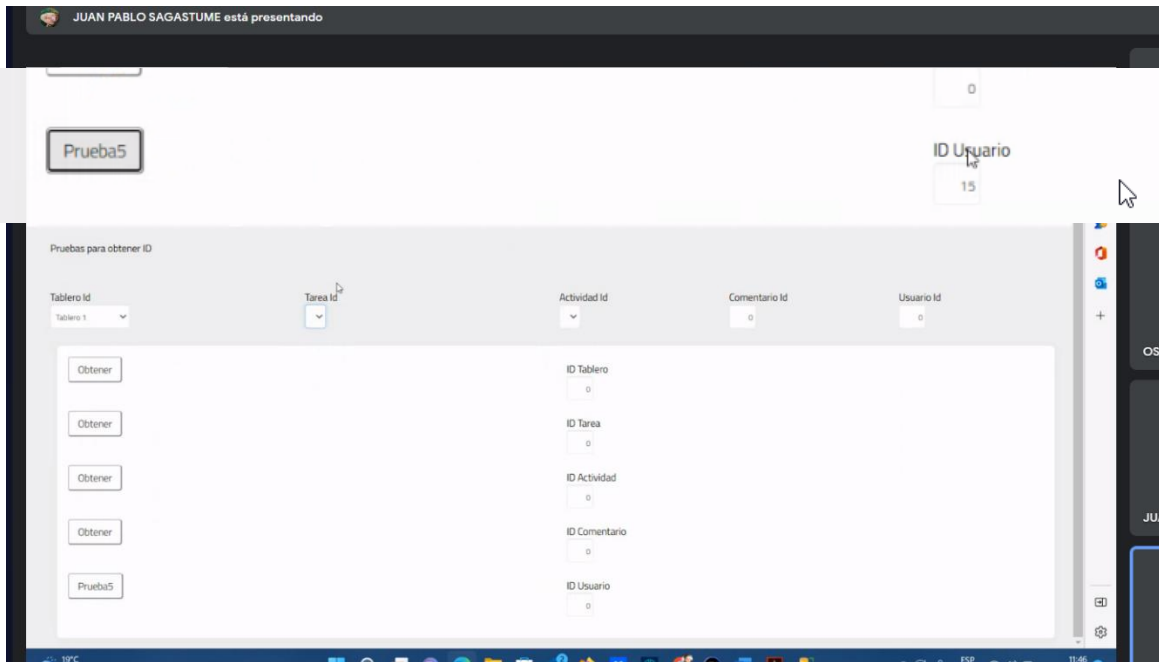 JUAN PABLO SAGASTUME está presentando
0
Prueba5
ID Usuario
15
Pruebas para obtener ID
Tablero Id
Tarea Id
Actividad Id
Comentario Id
Usuario Id
Tablero 1
0
0
Obtener
ID Tablero
0
Obtener
ID Tarea
0
Obtener
ID Actividad
0
Obtener
ID Comentario
0
Prueba5
ID Usuario
0
OS
JUA
19°C
ESP
11:46